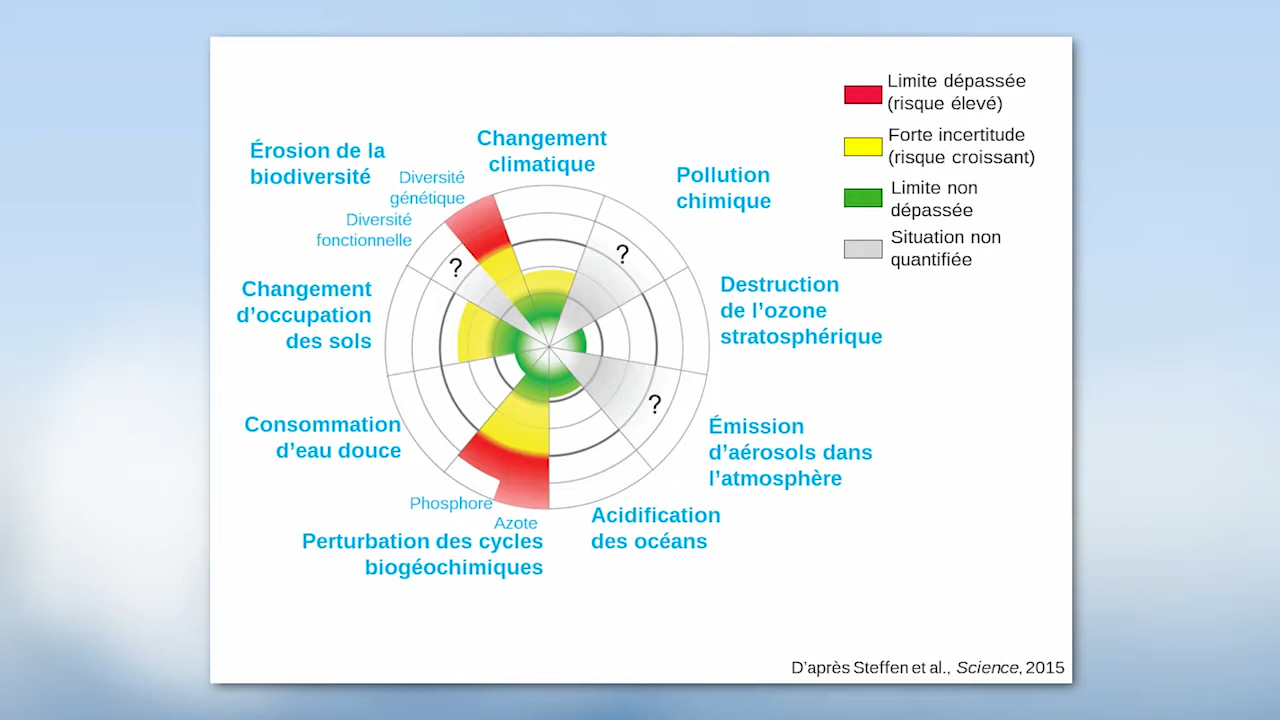 Limite dépassée
(risque élevé)
Forte incertitude
(risque croissant)
Limite non
dépassée
Situation non
quantifiée
Changement
climatique
Érosion de la
biodiversité
Diversité
génétique
Diversité
fonctionnelle
Pollution
chimique
?
?
Changement
d’occupation
des sols
Destruction
de l’ozone
stratosphérique
?
Consommation
d’eau douce
Émission
d’aérosols dans
l’atmosphère
Phosphore
Azote
Perturbation des cycles
biogéochimiques
Acidification
des océans
D’après Steffen et al., Science, 2015